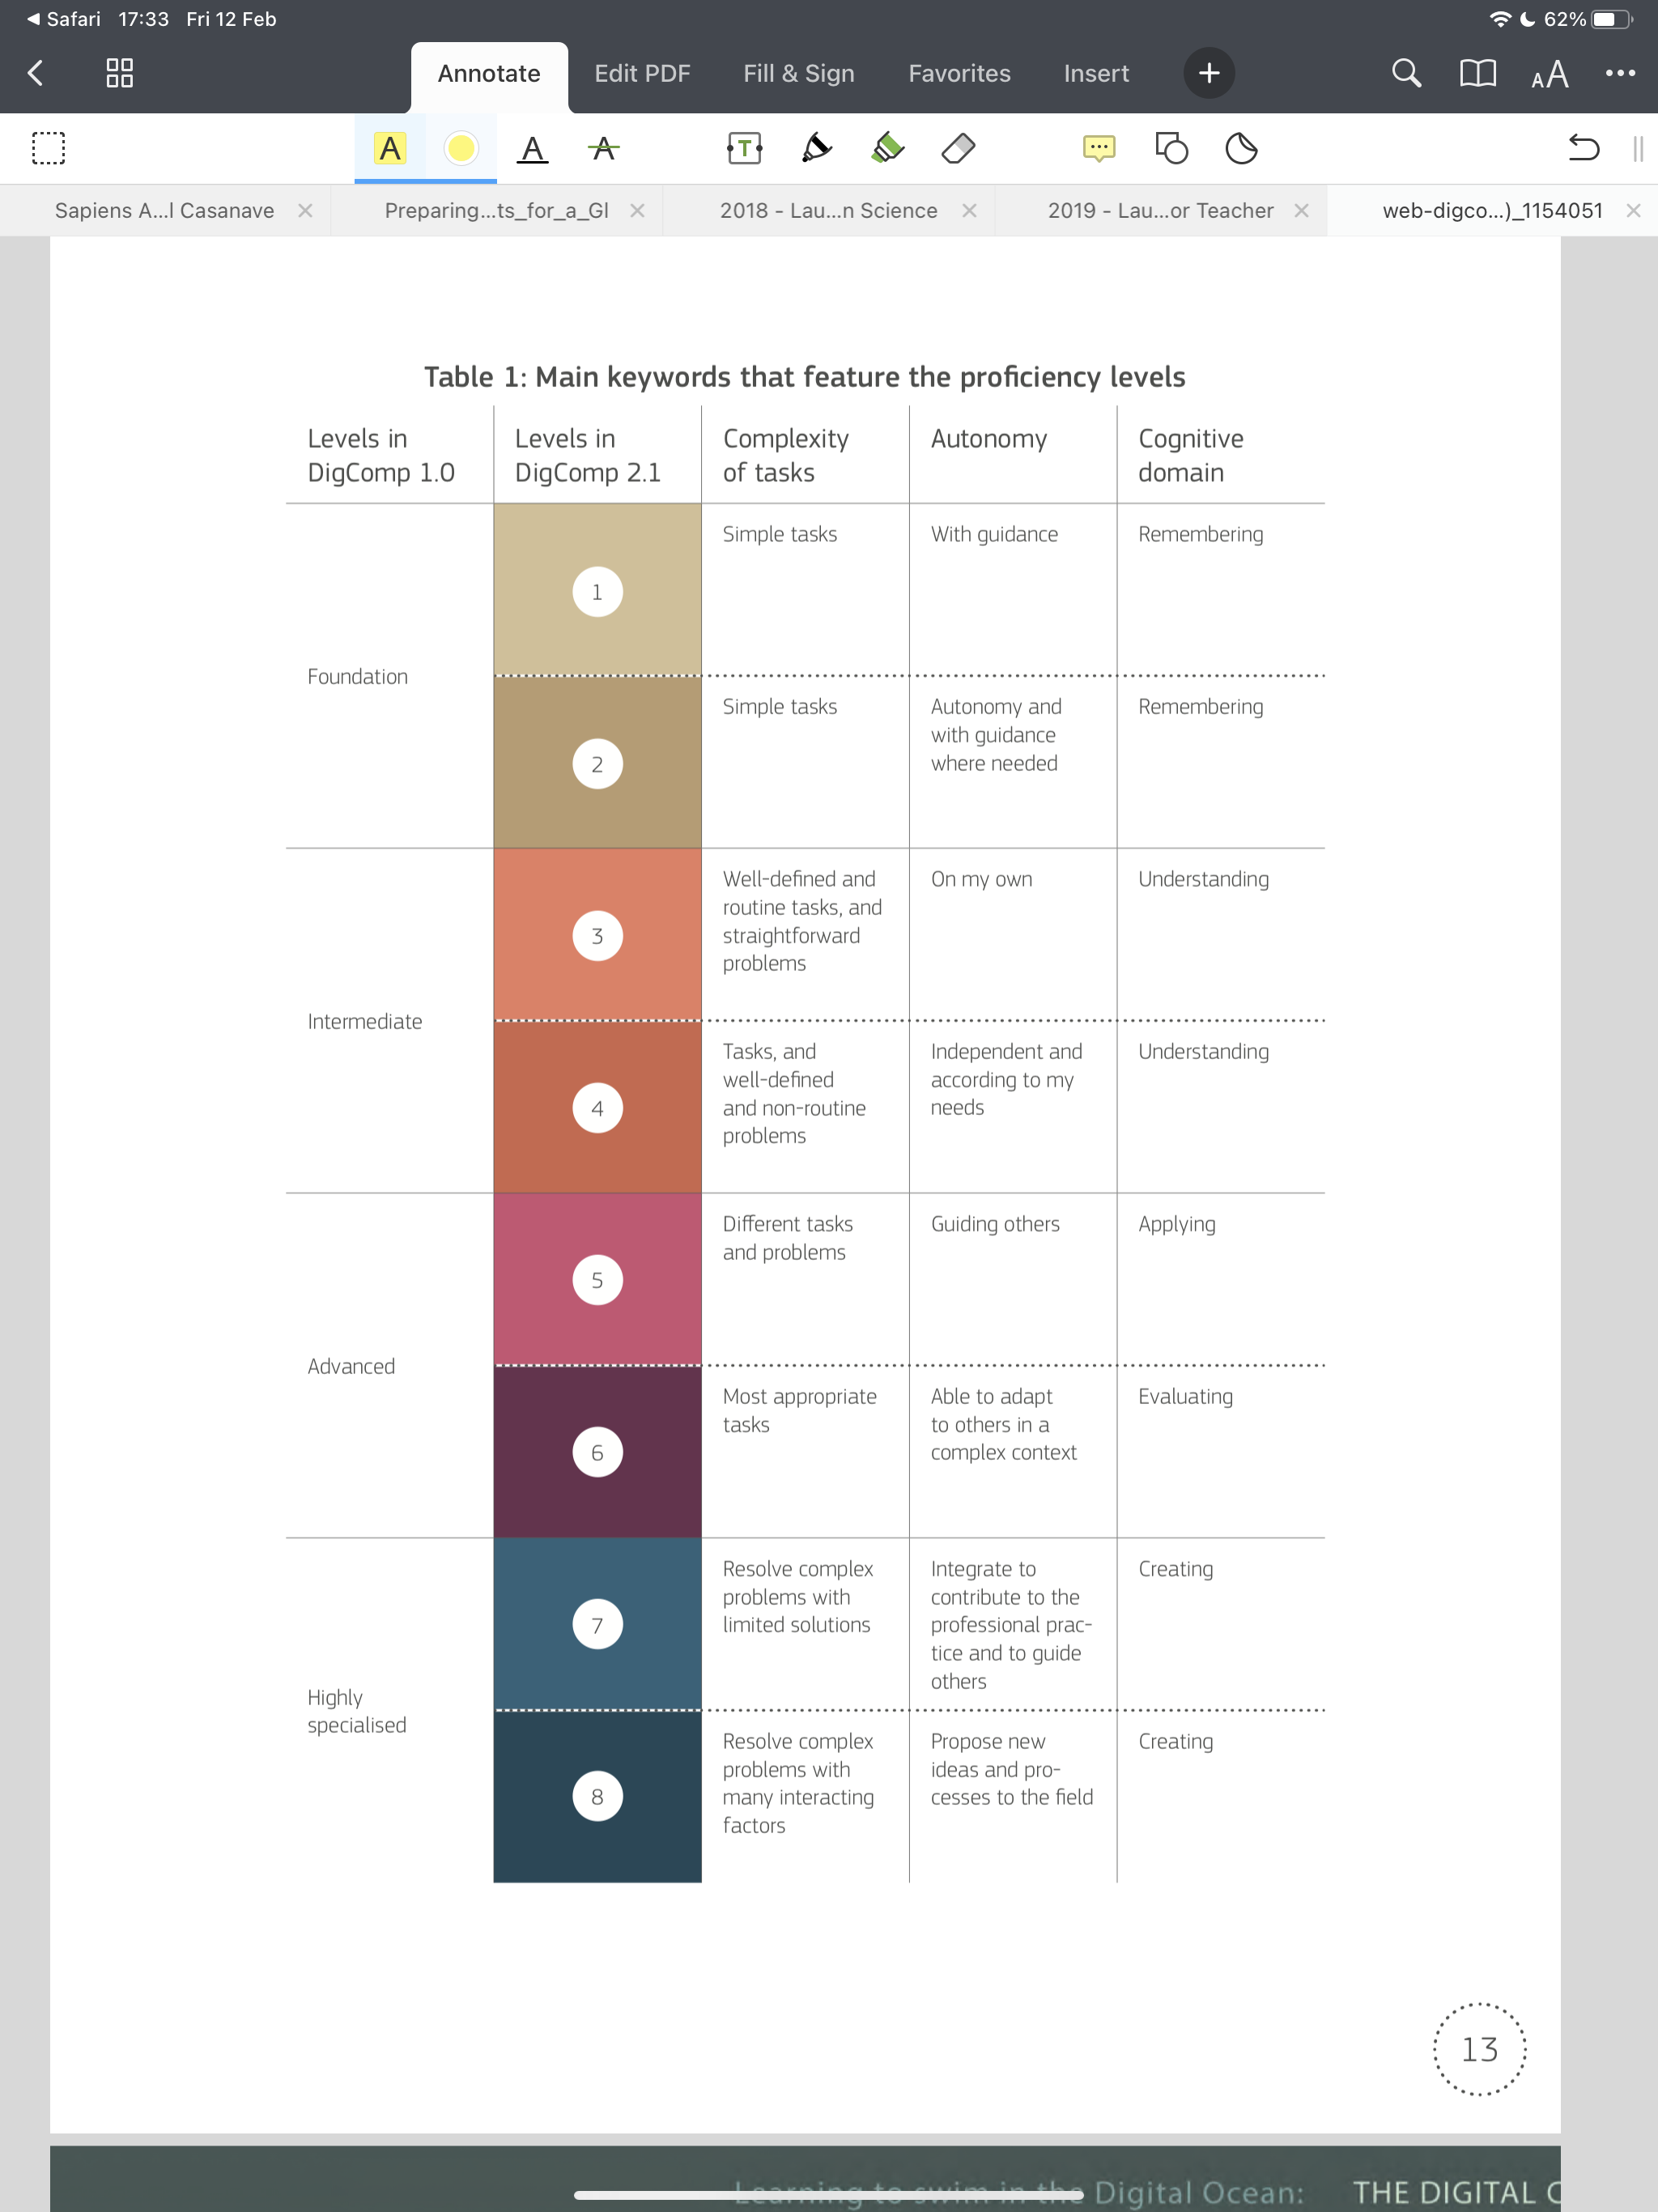 Safari 17:33 Fri 12 Feb 62%
Annotate Edit PDF Fill & Sign Favorites Insert
Sapiens A...l Casanave
Preparing...ts_for_a_Gl
2018 - Lau...n Science
2019 - Lau...or Teacher
web-digco...)_1154051
Table 1: Main keywords that feature the proficiency levels
Levels in
DigComp 1.0
Levels in
DigComp 2.1
Complexity
of tasks
Autonomy
Cognitive
domain
Foundation
1
Simple tasks
With guidance
Remembering
2
Simple tasks
Autonomy and
with guidance
where needed
Remembering
Intermediate
3
Well-defined and
routine tasks, and
straightforward
problems
On my own
Understanding
4
Tasks, and
well-defined
and non-routine
problems
Independent and
according to my
needs
Understanding
Advanced
5
Different tasks
and problems
Guiding others
Applying
6
Most appropriate
tasks
Able to adapt
to others in a
complex context
Evaluating
Highly
specialised
7
Resolve complex
problems with
limited solutions
Integrate to
contribute to the
professional prac-
tice and to guide
others
Creating
8
Resolve complex
problems with
many interacting
factors
Propose new
ideas and pro-
cesses to the field
Creating
13
Learning to swim in the Digital Ocean: THE DIGITAL C